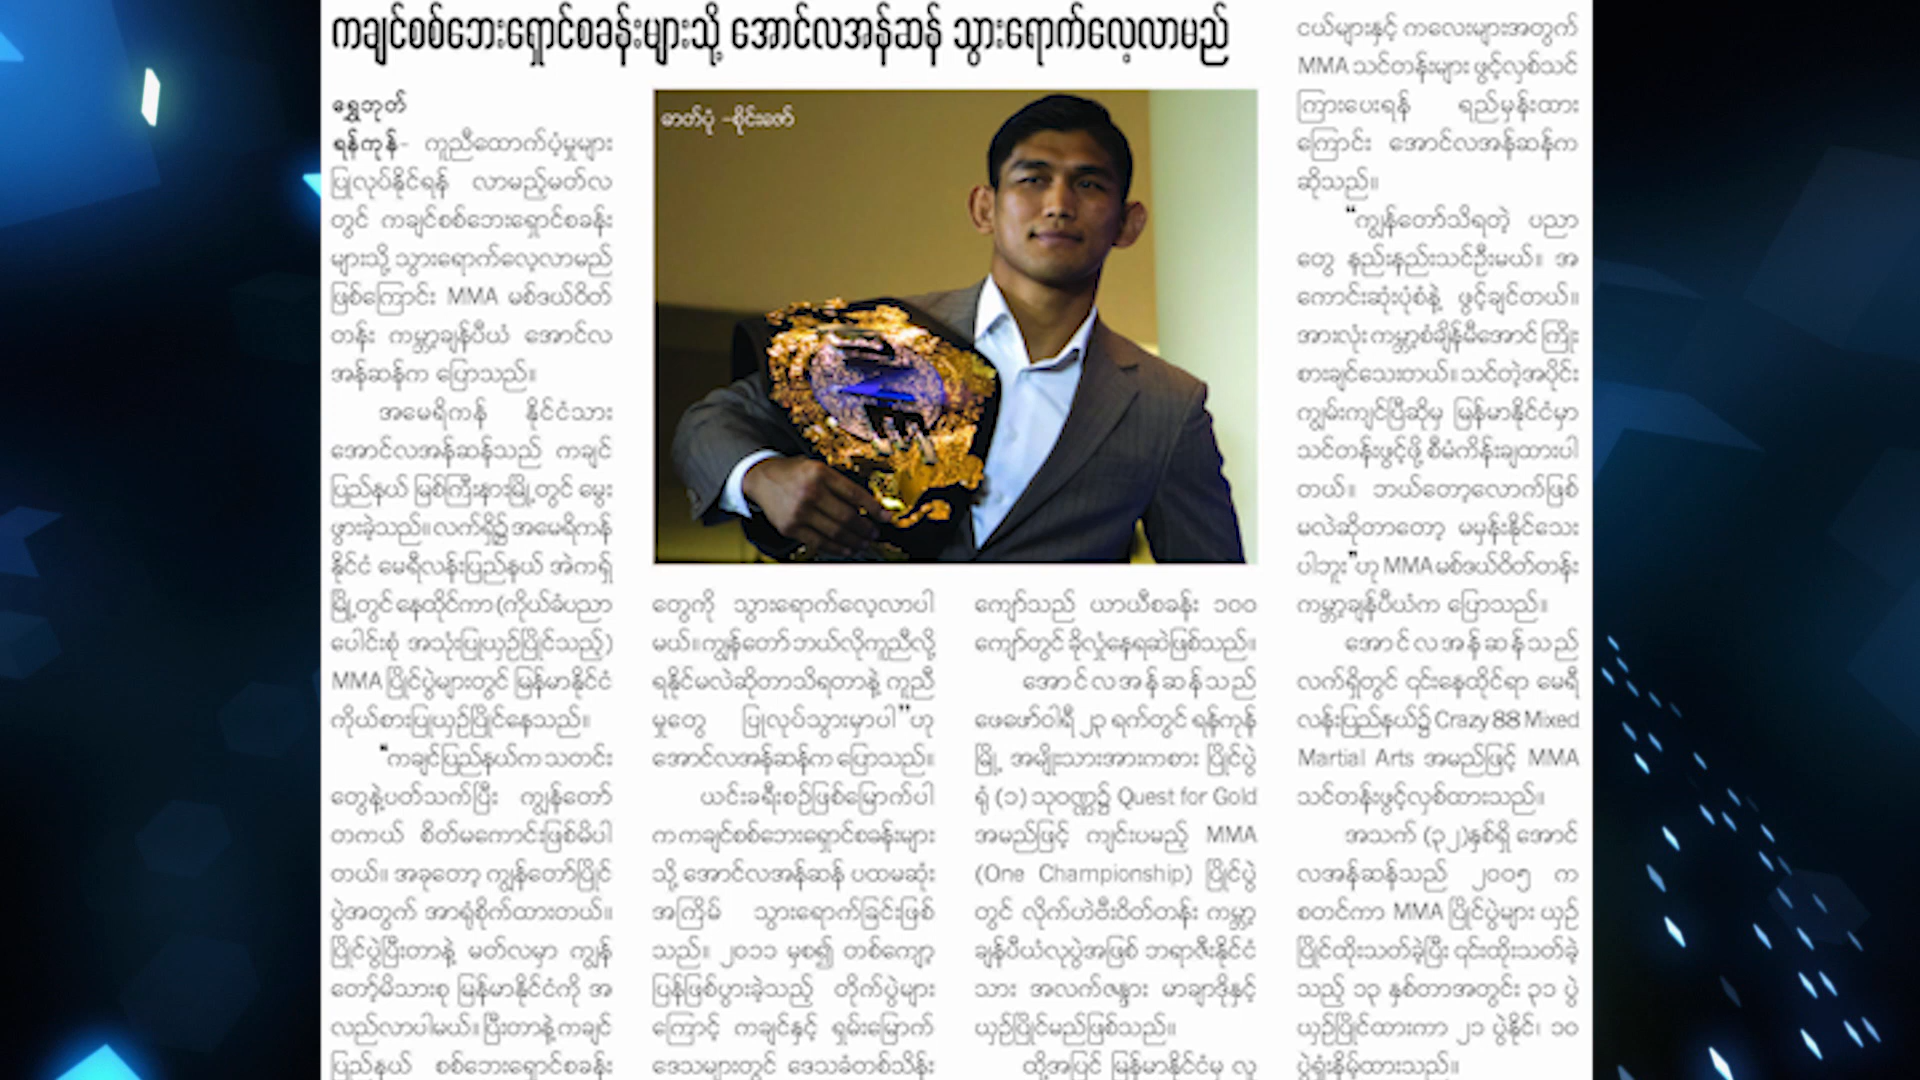 ကချင်စစ်ဘေးရှောင်စခန်းများသို့ အောင်လအန်ဆန် သွားရောက်လေ့လာမည်
ရွှေဘုတ်
ရန်ကုန်- ကူညီထောက်ပံ့မှုများ
ပြုလုပ်နိုင်ရန် လာမည့်မတ်လ
တွင် ကချင်စစ်ဘေးရှောင်စခန်း
များသို့ သွားရောက်လေ့လာမည်
ဖြစ်ကြောင်း MMA မစ်ဒယ်ဝိတ်
တန်း ကမ္ဘာ့ချန်ပီယံ အောင်လ
အန်ဆန်က ပြောသည်။
အမေရိကန် နိုင်ငံသား
အောင်လအန်ဆန်သည် ကချင်
ပြည်နယ် မြစ်ကြီးနားမြို့တွင် မွေး
ဖွားခဲ့သည်။ လက်ရှိ၌ အမေရိကန်
နိုင်ငံ မေရီလန်းပြည်နယ် အဲကရှ်
မြို့တွင် နေထိုင်ကာ (ကိုယ်ခံပညာ
ပေါင်းစုံ အသုံးပြုယှဉ်ပြိုင်သည့်)
MMA ပြိုင်ပွဲများတွင် မြန်မာနိုင်ငံ
ကိုယ်စားပြုယှဉ်ပြိုင်နေသည်။
"ကချင်ပြည်နယ်က သတင်း
တွေနဲ့ပတ်သက်ပြီး ကျွန်တော်
တကယ် စိတ်မကောင်းဖြစ်မိပါ
တယ်။ အခုတော့ ကျွန်တော်ပြိုင်
ပွဲအတွက် အာရုံစိုက်ထားတယ်။
ပြိုင်ပွဲပြီးတာနဲ့ မတ်လမှာ ကျွန်
တော့်မိသားစု မြန်မာနိုင်ငံကို အ
လည်လာပါမယ်။ ပြီးတာနဲ့ ကချင်
ပြည်နယ် စစ်ဘေးရှောင်စခန်း
ဓာတ်ပုံ -စိုင်းဇော်
တွေကို သွားရောက်လေ့လာပါ
မယ်။ ကျွန်တော် ဘယ်လိုကူညီလို့
ရနိုင်မလဲဆိုတာသိရတာနဲ့ ကူညီ
မှုတွေ ပြုလုပ်သွားမှာပါ" ဟု
အောင်လအန်ဆန်က ပြောသည်။
ယင်းခရီးစဉ်ဖြစ်မြောက်ပါ
ကကချင်စစ်ဘေးရှောင်စခန်းများ
သို့ အောင်လအန်ဆန် ပထမဆုံး
အကြိမ် သွားရောက်ခြင်းဖြစ်
သည်။ ၂၀၁၁ မှစ၍ တစ်ကျော့
ပြန်ဖြစ်ပွားခဲ့သည့် တိုက်ပွဲများ
ကြောင့် ကချင်နှင့် ရှမ်းမြောက်
ဒေသများတွင် ဒေသခံတစ်သိန်း
ကျော်သည် ယာယီစခန်း ၁၀၀
ကျော်တွင် ခိုလှုံနေရဆဲဖြစ်သည်။
အောင်လအန်ဆန်သည်
ဖေဖော်ဝါရီ ၂၃ ရက်တွင် ရန်ကုန်
မြို့ အမျိုးသားအားကစား ပြိုင်ပွဲ
ရုံ (၁) သုဝဏ္ဏ၌ Quest for Gold
အမည်ဖြင့် ကျင်းပမည့် MMA
(One Championship) ပြိုင်ပွဲ
တွင် လိုက်ဟဲဗီးဝိတ်တန်း ကမ္ဘာ့
ချန်ပီယံလုပွဲအဖြစ် ဘရာဇီးနိုင်ငံ
သား အလက်ဇန္ဒား မာချာဒိုနှင့်
ယှဉ်ပြိုင်မည်ဖြစ်သည်။
ထို့အပြင် မြန်မာနိုင်ငံမှ လူ
ငယ်များနှင့် ကလေးများအတွက်
MMA သင်တန်းများ ဖွင့်လှစ်သင်
ကြားပေးရန် ရည်မှန်းထား
ကြောင်း အောင်လအန်ဆန်က
ဆိုသည်။
"ကျွန်တော်သိရတဲ့ ပညာ
တွေ နည်းနည်းသင်ဦးမယ်။ အ
ကောင်းဆုံးပုံစံနဲ့ ဖွင့်ချင်တယ်။
အားလုံး ကမ္ဘာ့စံချိန်မီအောင် ကြိုး
စားချင်သေးတယ်။ သင်တဲ့အပိုင်း
ကျွမ်းကျင်ပြီဆိုမှ မြန်မာနိုင်ငံမှာ
သင်တန်းဖွင့်ဖို့ စီမံကိန်းချထားပါ
တယ်။ ဘယ်တော့လောက်ဖြစ်
မလဲဆိုတာတော့ မမှန်းနိုင်သေး
ပါဘူး" ဟု MMA မစ်ဒယ်ဝိတ်တန်း
ကမ္ဘာ့ချန်ပီယံက ပြောသည်။
အောင်လအန်ဆန်သည်
လက်ရှိတွင် ၎င်းနေထိုင်ရာ မေရီ
လန်းပြည်နယ်၌ Crazy 88 Mixed
Martial Arts အမည်ဖြင့် MMA
သင်တန်းဖွင့်လှစ်ထားသည်။
အသက် (၃၂)နှစ်ရှိ အောင်
လအန်ဆန်သည် ၂၀၀၅ က
စတင်ကာ MMA ပြိုင်ပွဲများ ယှဉ်
ပြိုင်ထိုးသတ်ခဲ့ပြီး ၎င်းထိုးသတ်ခဲ့
သည့် ၁၃ နှစ်တာအတွင်း ၃၁ ပွဲ
ယှဉ်ပြိုင်ထားကာ ၂၁ ပွဲနိုင်၊ ၁၀
ပွဲရှုံးနိမ့်ထားသည်။